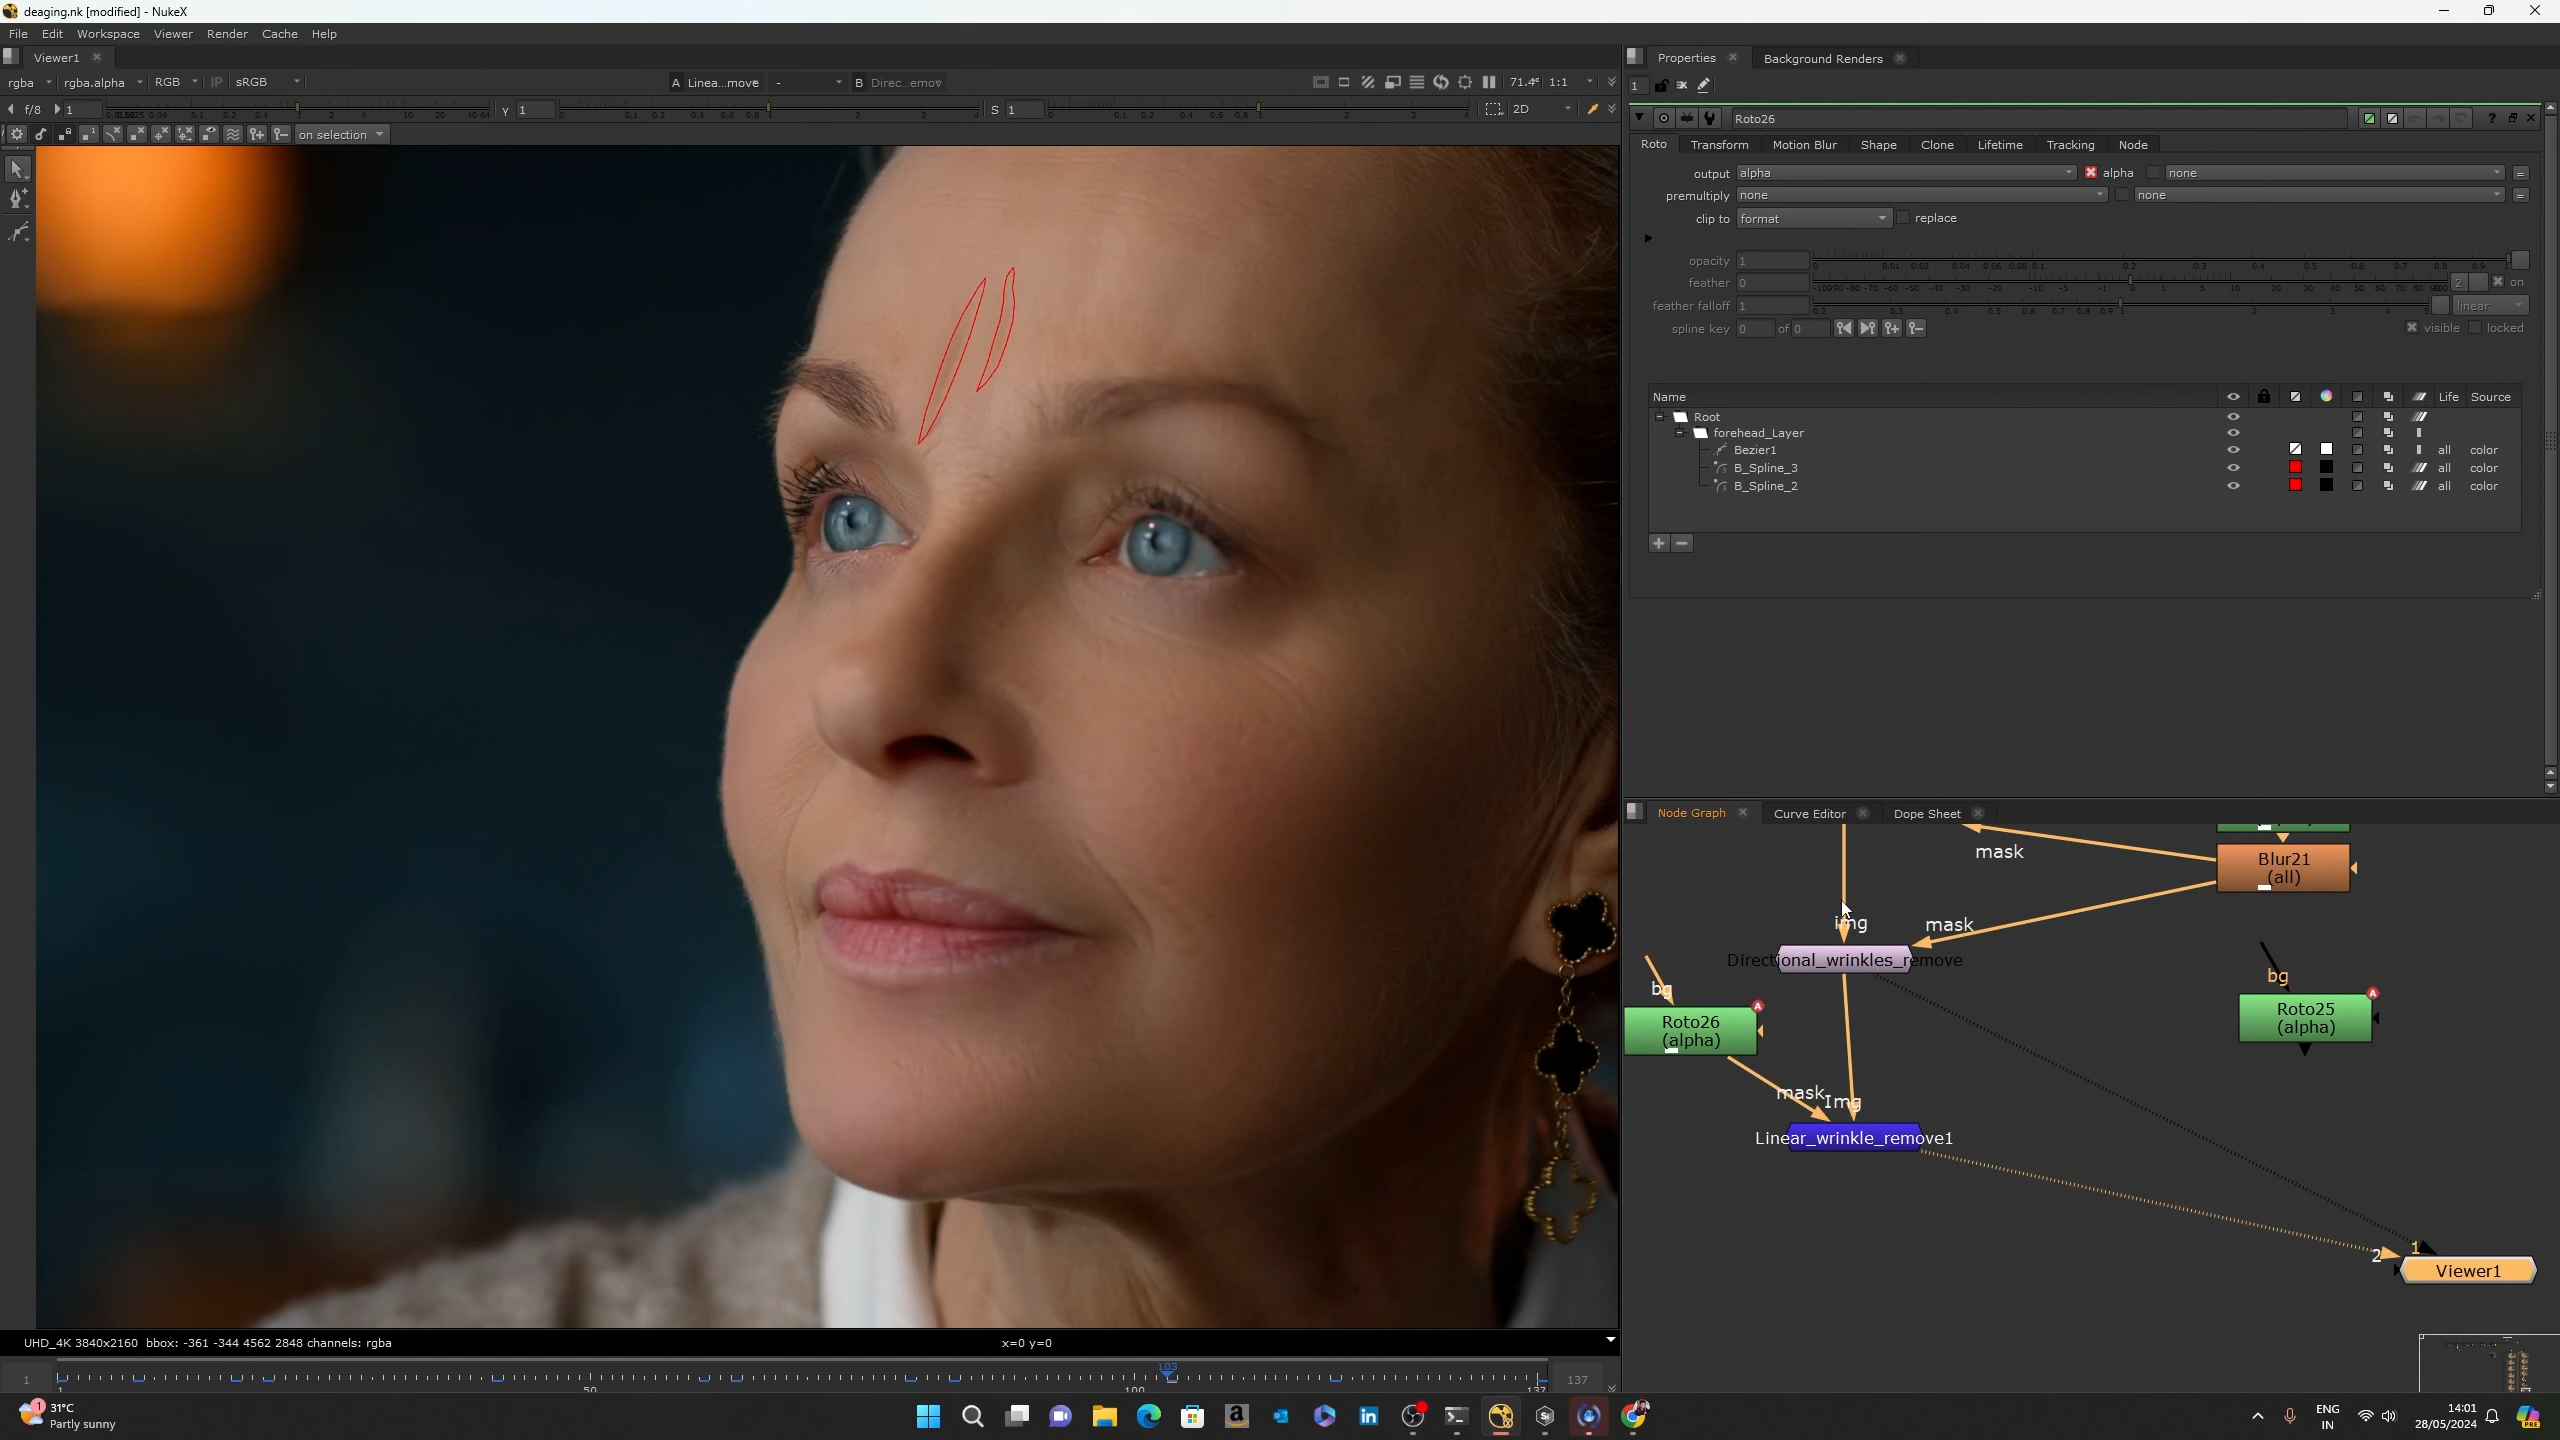 deaging.nk [modified] - NukeX
File Edit Workspace Viewer Render Cache Help
Viewer1
rgba rgba.alpha RGB IP sRGB A Linea...move - B Direc...emov 71.4 1:1
f/8 1 Y 1 S 1 2D
on selection
Properties Background Renders
1
Roto26
Roto Transform Motion Blur Shape Clone Lifetime Tracking Node
output alpha alpha none =
premultiply none none =
clip to format replace
opacity 1
feather 0 2 on
feather falloff 1 linear
spline key 0 of 0 visible locked
Name Life Source
Root
forehead_Layer
Bezier1 all color
B_Spline_3 all color
B_Spline_2 all color
Node Graph Curve Editor Dope Sheet
mask
Blur21
(all)
img
mask
Directional_wrinkles_remove
bg
bg
Roto26
(alpha)
Roto25
(alpha)
mask
Img
Linear_wrinkle_remove1
2
1
Viewer1
UHD_4K 3840x2160 bbox: -361 -344 4562 2848 channels: rgba x=0 y=0
1 1 50 100 103 137 137
31°C
Partly sunny
ENG
IN
14:01
28/05/2024